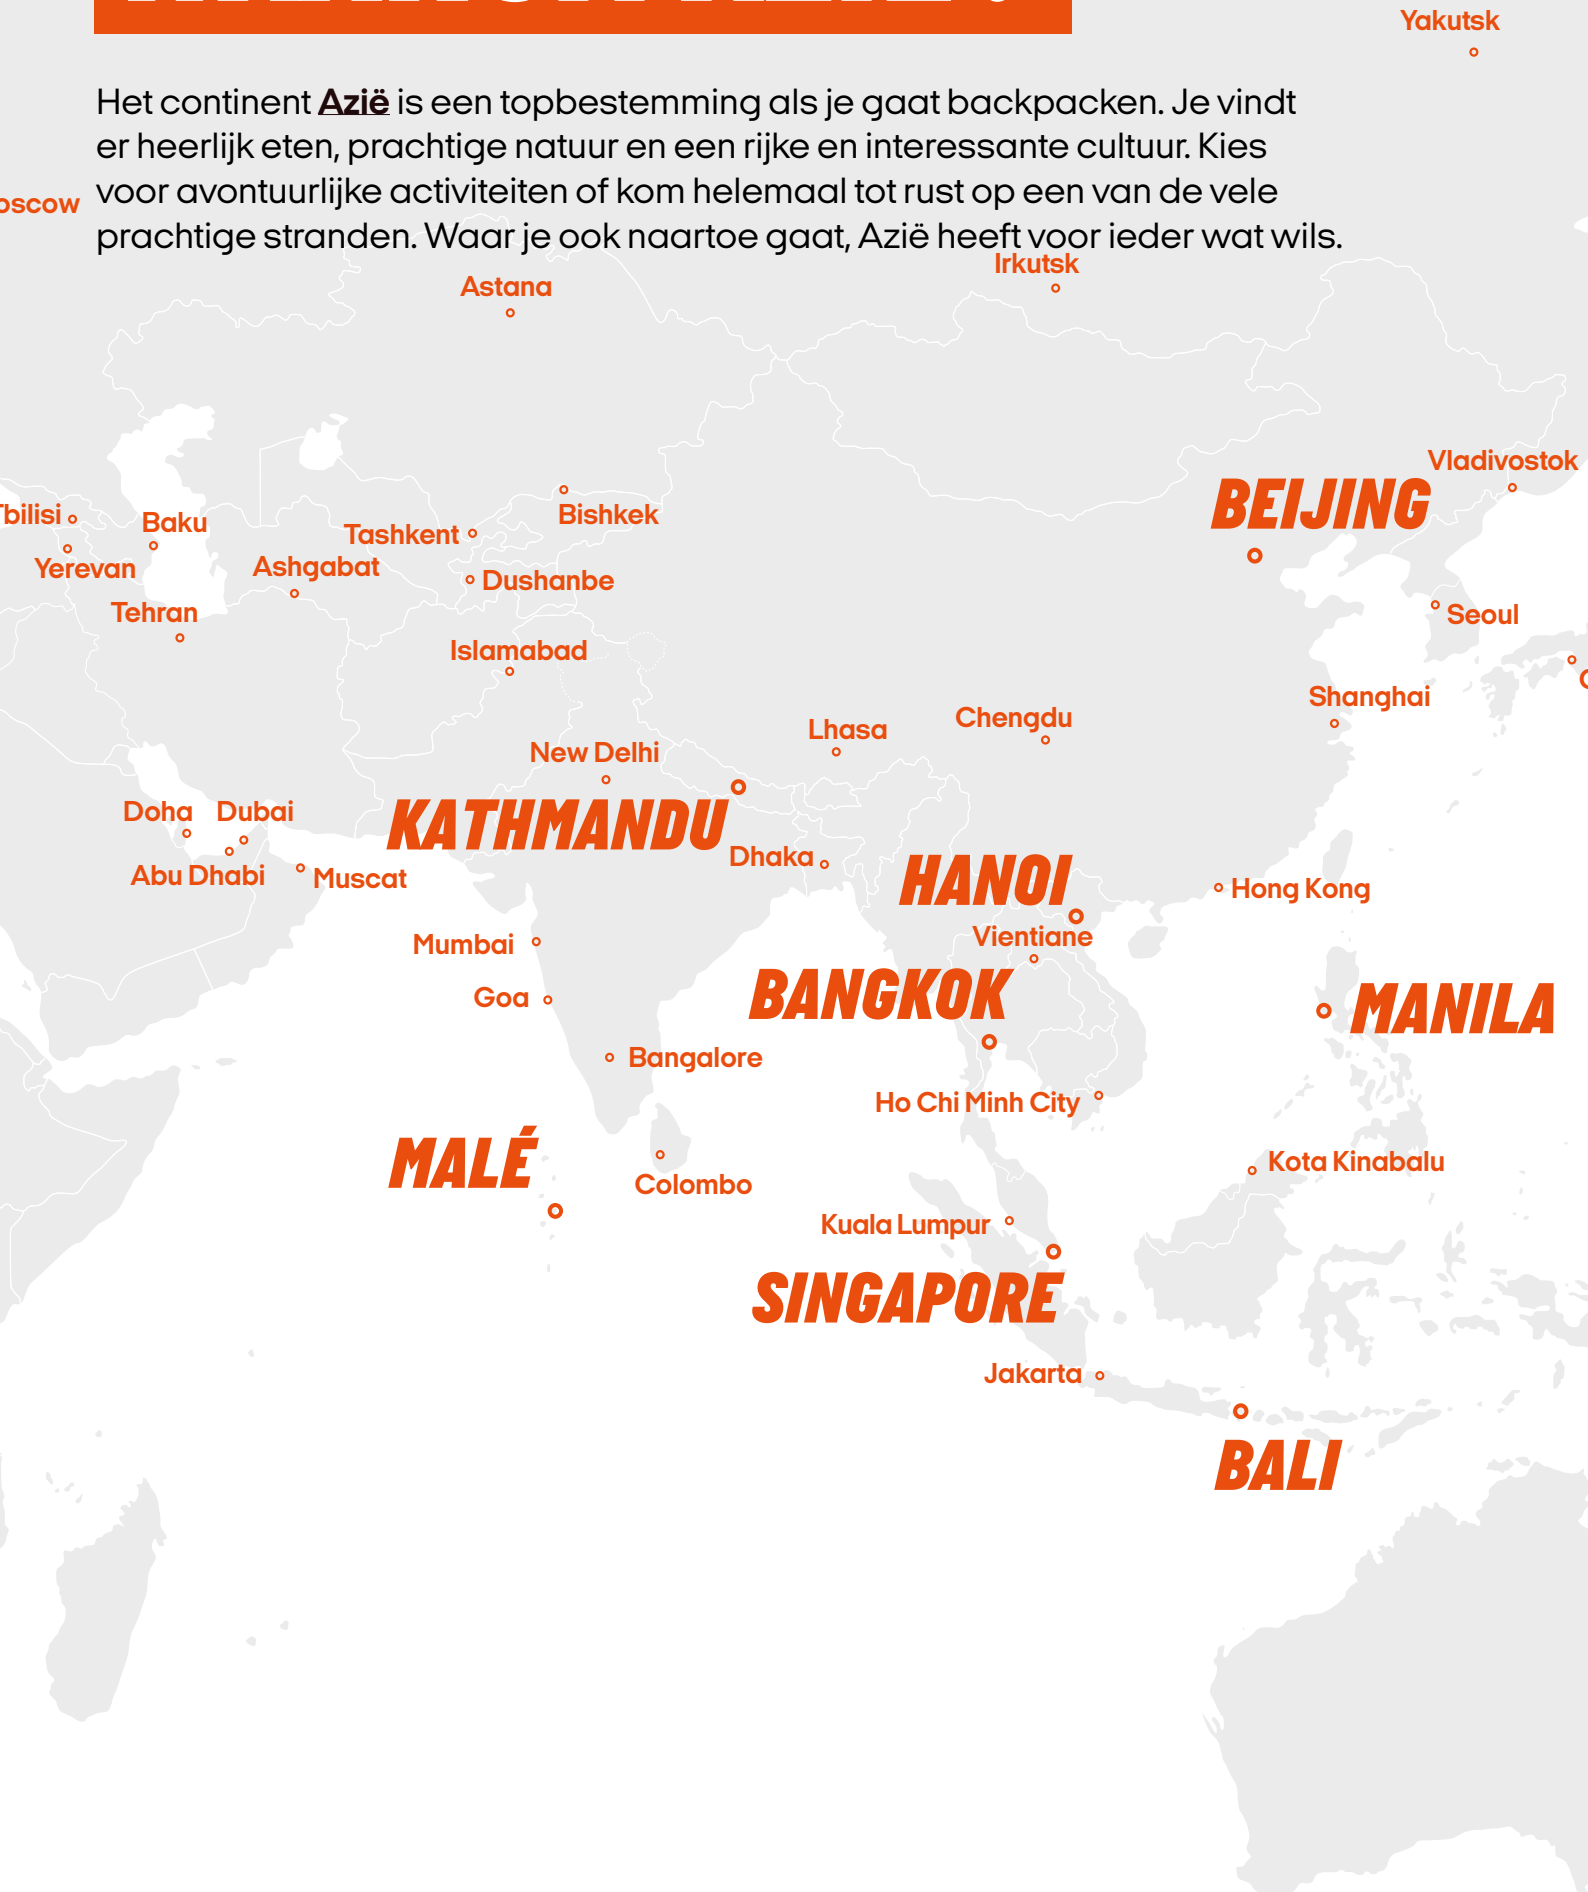 Yakutsk
Het continent Azië is een topbestemming als je gaat backpacken. Je vindt
er heerlijk eten, prachtige natuur en een rijke en interessante cultuur. Kies
voor avontuurlijke activiteiten of kom helemaal tot rust op een van de vele
prachtige stranden. Waar je ook naartoe gaat, Azië heeft voor ieder wat wils.
oscow
Irkutsk
Astana
Vladivostok
BEIJING
bilisi
Baku
Bishkek
Tashkent
Yerevan
Ashgabat
Dushanbe
Tehran
Seoul
Islamabad
Shanghai
Chengdu
Lhasa
New Delhi
Doha
Dubai
KATHMANDU
Dhaka
Abu Dhabi
Muscat
HANOI
Hong Kong
Vientiane
Mumbai
Goa
BANGKOK
MANILA
Bangalore
Ho Chi Minh City
MALÉ
Kota Kinabalu
Colombo
Kuala Lumpur
SINGAPORE
Jakarta
BALI